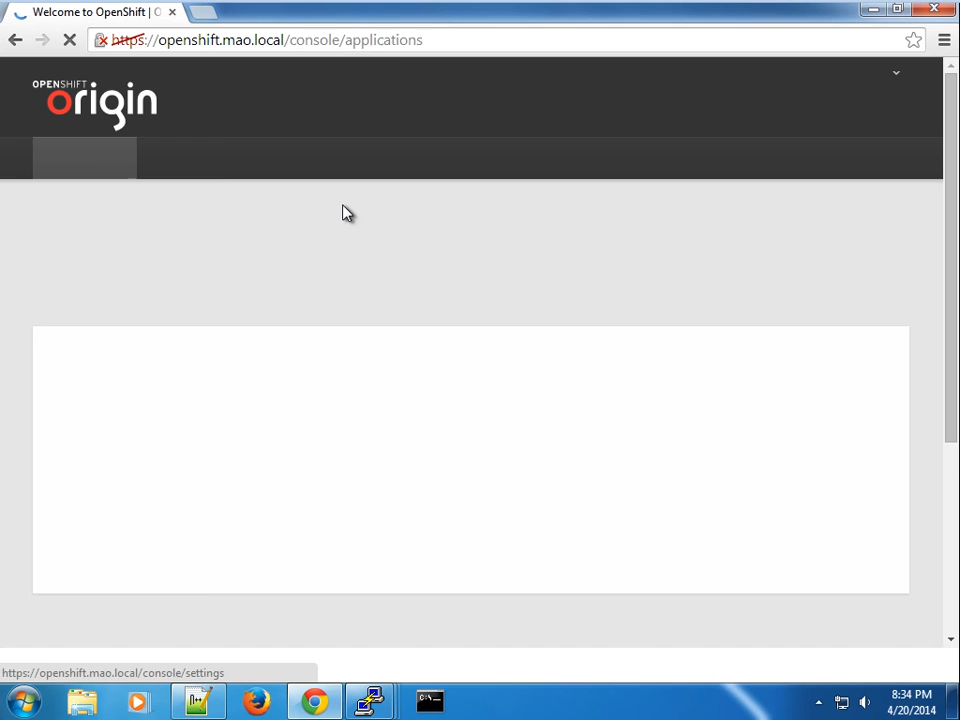 Welcome to OpenShift | O
https://openshift.mao.local/console/applications
OPENSHIFT
origin
https://openshift.mao.local/console/settings
C:\.
8:34 PM
4/20/2014